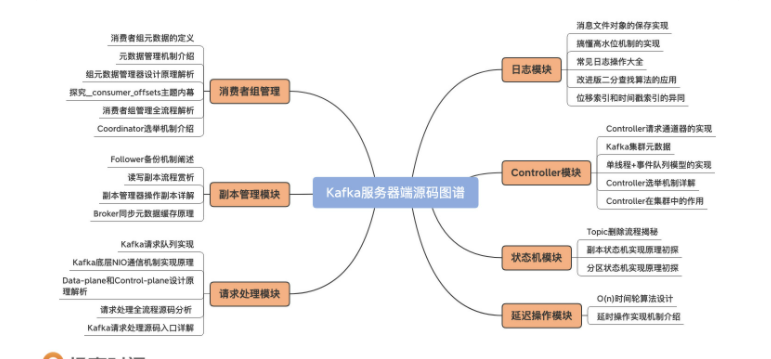 Kafka服务器端源码图谱
消费者组管理
消费者组元数据的定义
元数据管理机制介绍
组元数据管理器设计原理解析
探究__consumer_offsets主题内幕
消费者组管理全流程解析
Coordinator选举机制介绍
副本管理模块
Follower备份机制阐述
读写副本流程赏析
副本管理器操作副本详解
Broker同步元数据缓存原理
请求处理模块
Kafka请求队列实现
Kafka底层NIO通信机制实现原理
Data-plane和Control-plane设计原
理解析
请求处理全流程源码分析
Kafka请求处理源码入口详解
日志模块
消息文件对象的保存实现
搞懂高水位机制的实现
常见日志操作大全
改进版二分查找算法的应用
位移索引和时间戳索引的异同
Controller模块
Controller请求通道器的实现
Kafka集群元数据
单线程+事件队列模型的实现
Controller选举机制详解
Controller在集群中的作用
状态机模块
Topic删除流程揭秘
副本状态机实现原理初探
分区状态机实现原理初探
延迟操作模块
O(n)时间轮算法设计
延时操作实现机制介绍